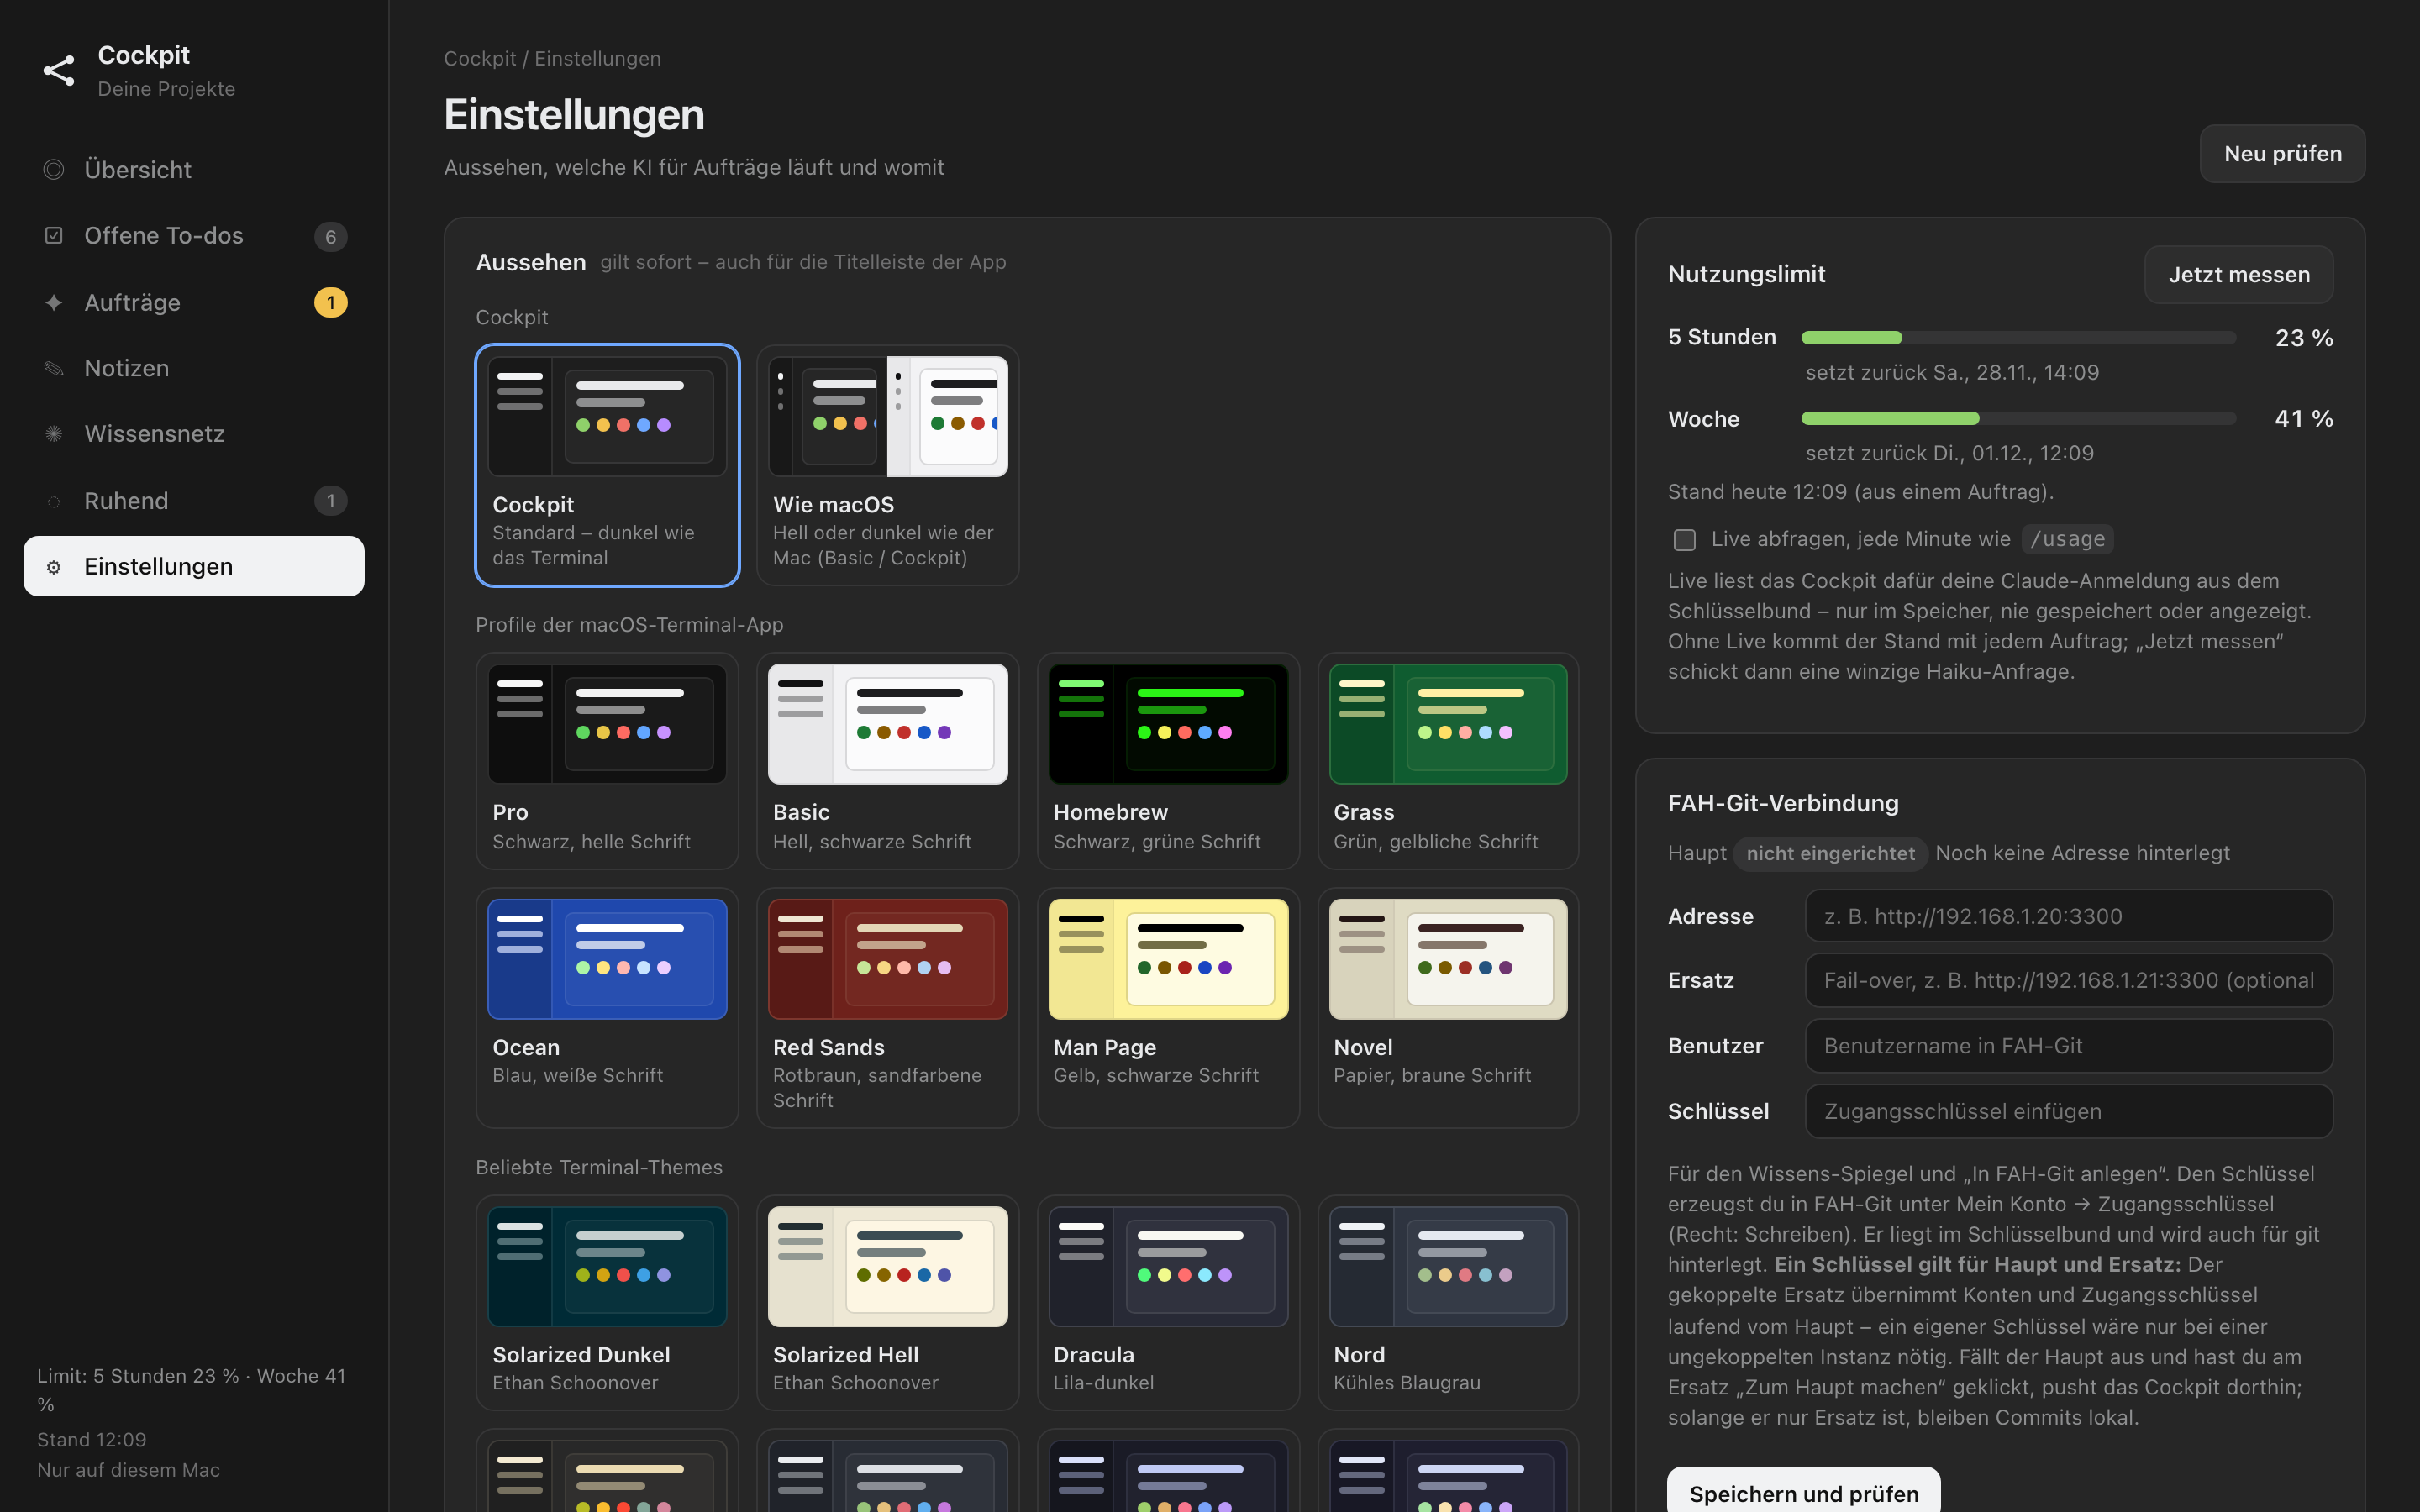 Cockpit
Deine Projekte
Übersicht
Offene To-dos 6
Aufträge 1
Notizen
Wissensnetz
Ruhend 1
Einstellungen
Limit: 5 Stunden 23 % · Woche 41
%
Stand 12:09
Nur auf diesem Mac
Cockpit / Einstellungen
Einstellungen
Aussehen, welche KI für Aufträge läuft und womit
Neu prüfen
Aussehen gilt sofort – auch für die Titelleiste der App
Cockpit
Cockpit
Standard – dunkel wie
das Terminal
Wie macOS
Hell oder dunkel wie der
Mac (Basic / Cockpit)
Profile der macOS-Terminal-App
Pro
Schwarz, helle Schrift
Basic
Hell, schwarze Schrift
Homebrew
Schwarz, grüne Schrift
Grass
Grün, gelbliche Schrift
Ocean
Blau, weiße Schrift
Red Sands
Rotbraun, sandfarbene
Schrift
Man Page
Gelb, schwarze Schrift
Novel
Papier, braune Schrift
Beliebte Terminal-Themes
Solarized Dunkel
Ethan Schoonover
Solarized Hell
Ethan Schoonover
Dracula
Lila-dunkel
Nord
Kühles Blaugrau
Nutzungslimit
Jetzt messen
5 Stunden 23 %
setzt zurück Sa., 28.11., 14:09
Woche 41 %
setzt zurück Di., 01.12., 12:09
Stand heute 12:09 (aus einem Auftrag).
Live abfragen, jede Minute wie /usage
Live liest das Cockpit dafür deine Claude-Anmeldung aus dem
Schlüsselbund – nur im Speicher, nie gespeichert oder angezeigt.
Ohne Live kommt der Stand mit jedem Auftrag; „Jetzt messen“
schickt dann eine winzige Haiku-Anfrage.
FAH-Git-Verbindung
Haupt nicht eingerichtet Noch keine Adresse hinterlegt
Adresse z. B. http://192.168.1.20:3300
Ersatz Fail-over, z. B. http://192.168.1.21:3300 (optional
Benutzer Benutzername in FAH-Git
Schlüssel Zugangsschlüssel einfügen
Für den Wissens-Spiegel und „In FAH-Git anlegen“. Den Schlüssel
erzeugst du in FAH-Git unter Mein Konto → Zugangsschlüssel
(Recht: Schreiben). Er liegt im Schlüsselbund und wird auch für git
hinterlegt. Ein Schlüssel gilt für Haupt und Ersatz: Der
gekoppelte Ersatz übernimmt Konten und Zugangsschlüssel
laufend vom Haupt – ein eigener Schlüssel wäre nur bei einer
ungekoppelten Instanz nötig. Fällt der Haupt aus und hast du am
Ersatz „Zum Haupt machen“ geklickt, pusht das Cockpit dorthin;
solange er nur Ersatz ist, bleiben Commits lokal.
Speichern und prüfen